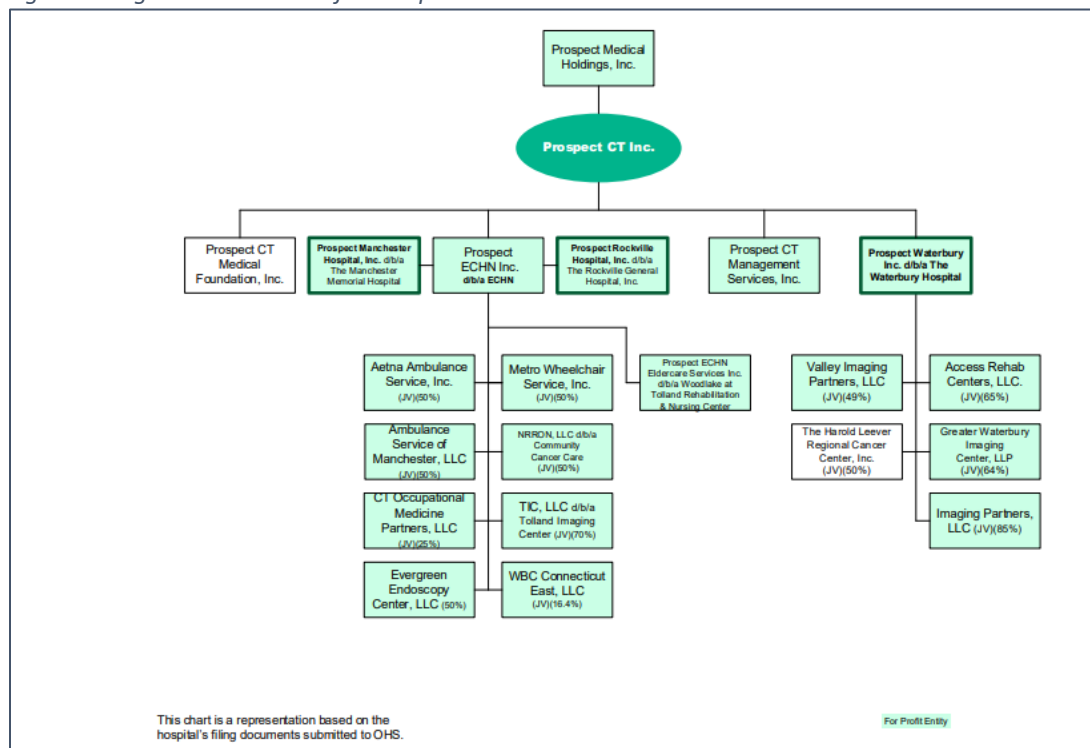 Prospect Medical
Holdings, Inc.
Prospect CT Inc.
Prospect CT
Medical
Foundation, Inc.
Prospect Manchester
Hospital, Inc. d/b/a
The Manchester
Memorial Hospital
Prospect
ECHN Inc.
d/b/a ECHN
Prospect Rockville
Hospital, Inc. d/b/a
The Rockville General
Hospital, Inc.
Prospect CT
Management
Services, Inc.
Prospect Waterbury
Inc. d/b/a The
Waterbury Hospital
Aetna Ambulance
Service, Inc.
(JV)(50%)
Metro Wheelchair
Service, Inc.
(JV)(50%)
Prospect ECHN
Eldercare Services Inc.
d/b/a Woodlake at
Tolland Rehabilitation
& Nursing Center
Valley Imaging
Partners, LLC
(JV)(49%)
Access Rehab
Centers, LLC.
(JV)(65%)
Ambulance
Service of
Manchester, LLC
(JV)(50%)
NRRON, LLC d/b/a
Community
Cancer Care
(JV)(50%)
The Harold Leever
Regional Cancer
Center, Inc.
(JV)(50%)
Greater Waterbury
Imaging
Center, LLP
(JV)(64%)
CT Occupational
Medicine
Partners, LLC
(JV)(25%)
TIC, LLC d/b/a
Tolland Imaging
Center (JV)(70%)
Imaging Partners,
LLC (JV)(85%)
Evergreen
Endoscopy
Center, LLC (50%)
WBC Connecticut
East, LLC
(JV)(16.4%)
This chart is a representation based on the
hospital's filing documents submitted to OHS.
For Profit Entity